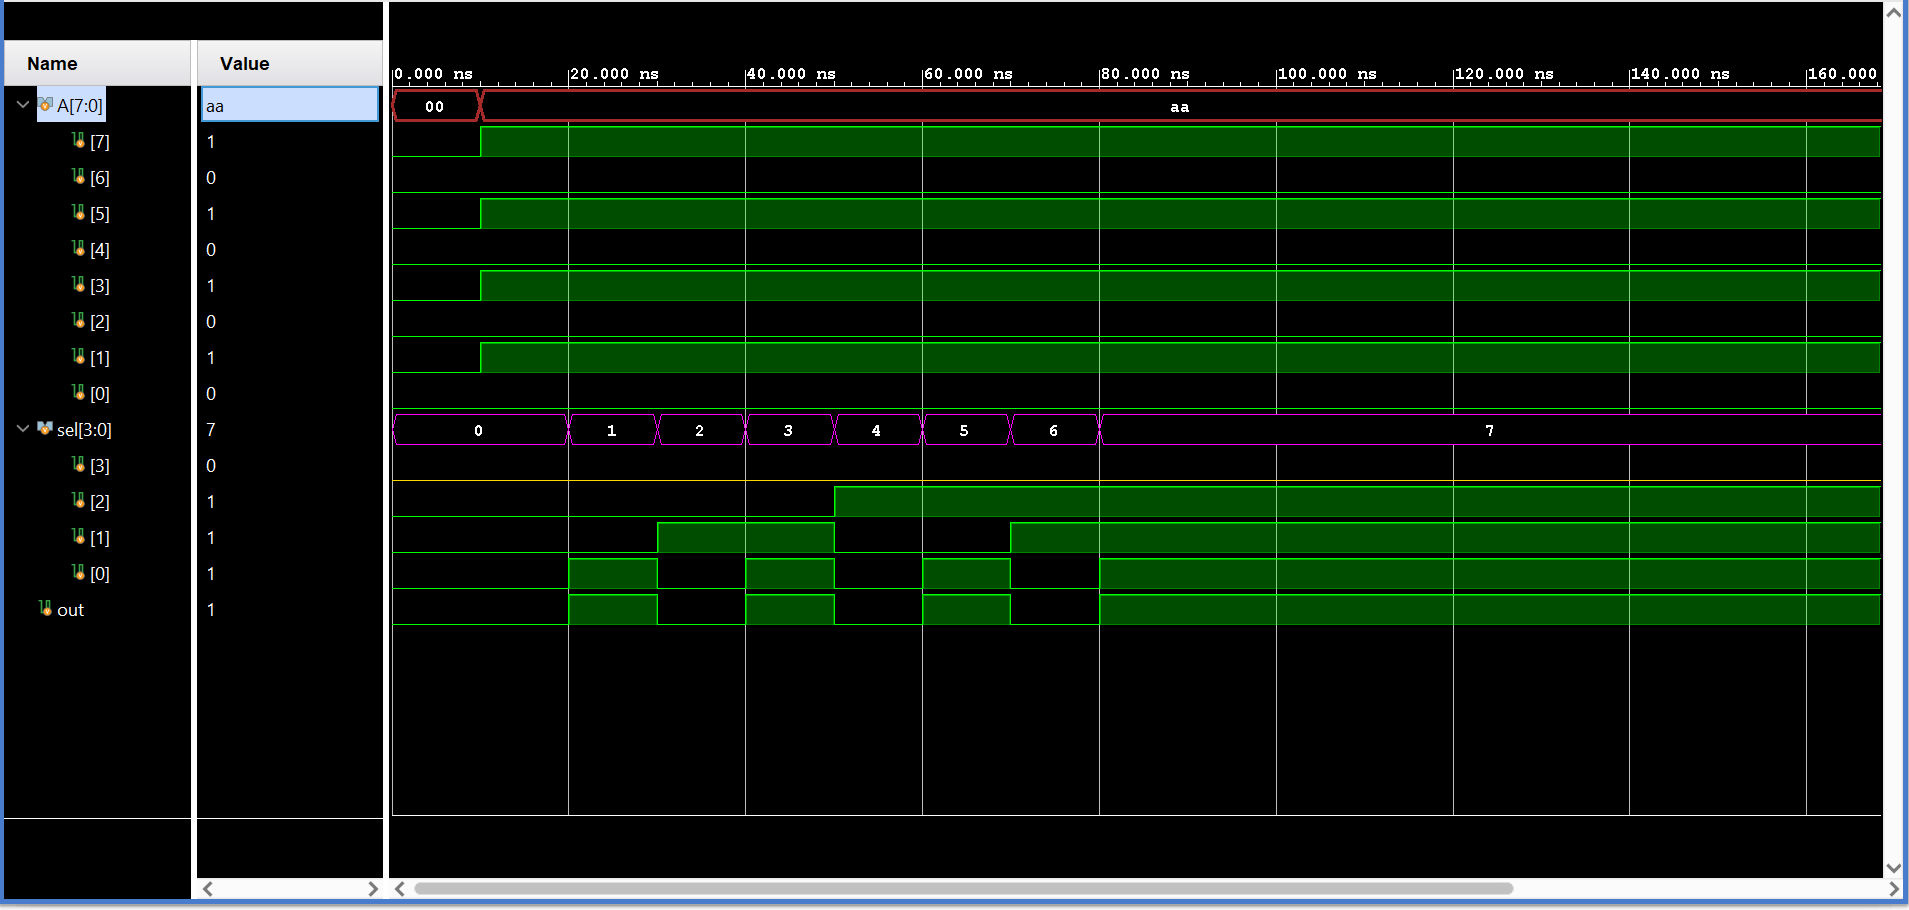 Name Value
0.000 ns 20.000 ns 40.000 ns 60.000 ns 80.000 ns 100.000 ns 120.000 ns 140.000 ns 160.000
A[7:0] aa 00 aa
[7] 1
[6] 0
[5] 1
[4] 0
[3] 1
[2] 0
[1] 1
[0] 0
sel[3:0] 7 0 1 2 3 4 5 6 7
[3] 0
[2] 1
[1] 1
[0] 1
out 1